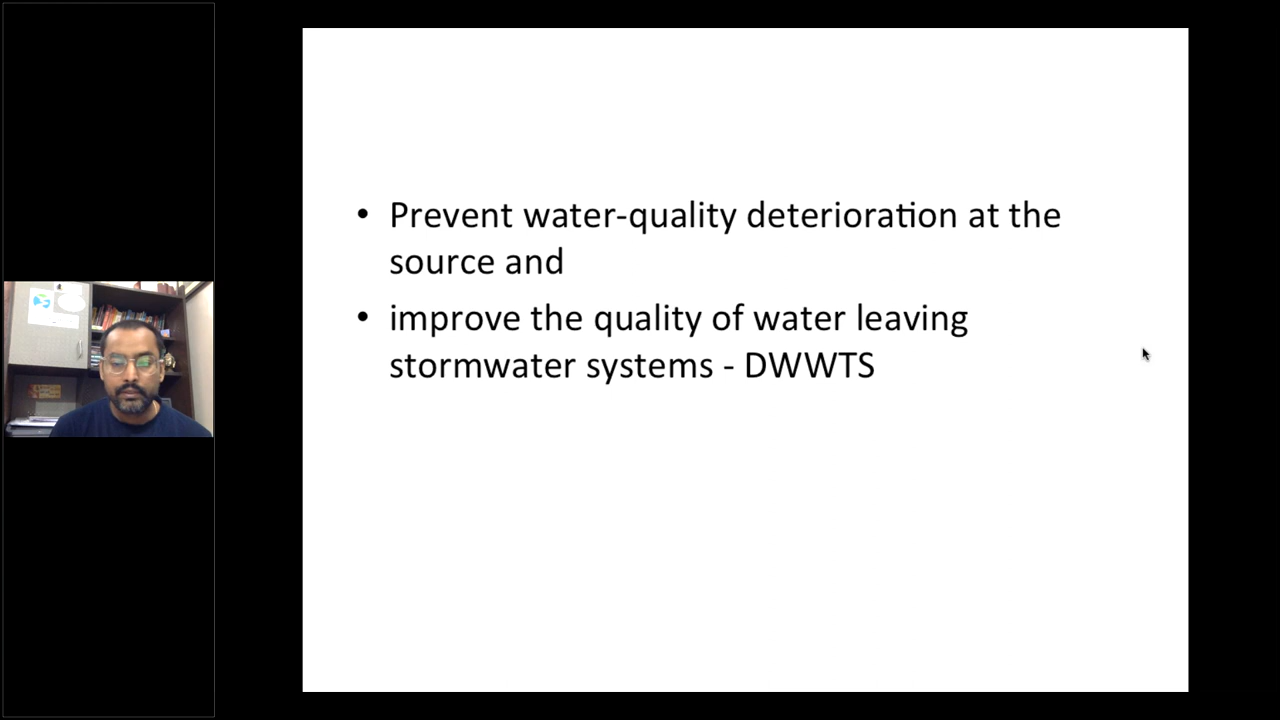 • Prevent water-quality deterioration at the
source and
• improve the quality of water leaving
stormwater systems - DWWTS